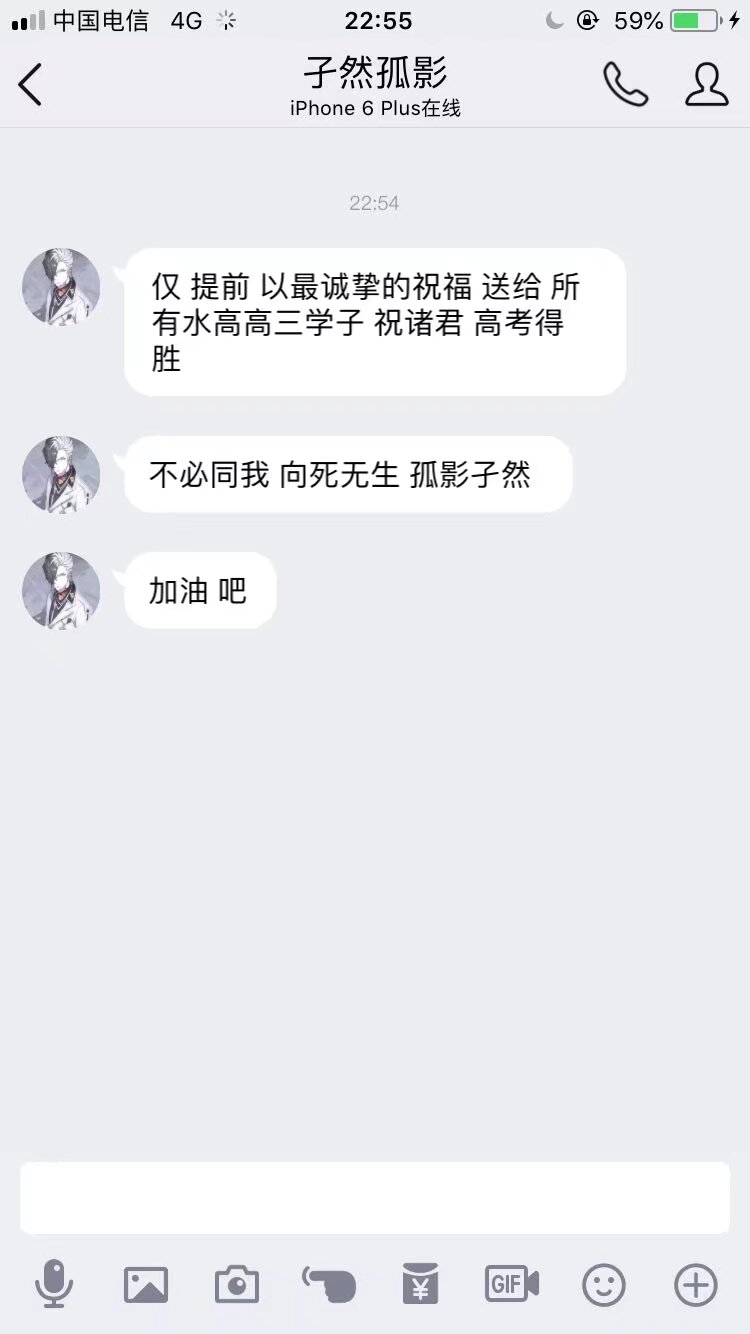 中国电信 4G 22:55 59%
孑然孤影
iPhone 6 Plus在线
22:54
仅 提前 以最诚挚的祝福 送给 所
有水高高三学子 祝诸君 高考得
胜
不必同我 向死无生 孤影孑然
加油 吧
¥
GIF